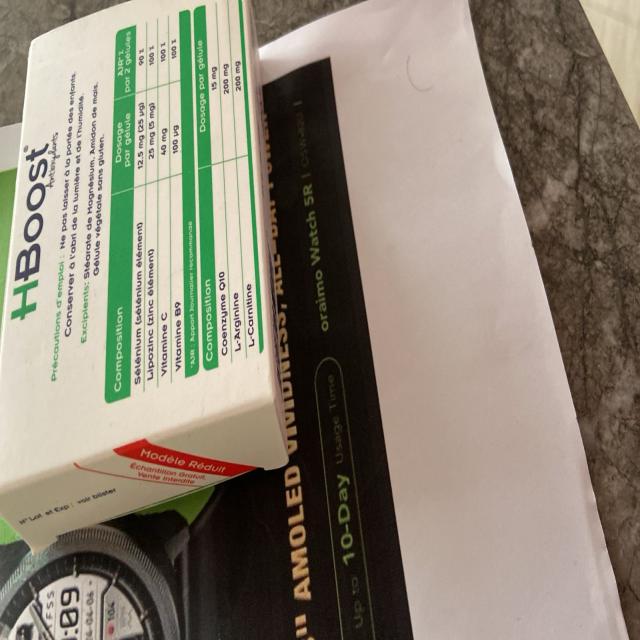 HBoost®
Antioxydants
Précautions d'emploi : Ne pas laisser à la portée des enfants.
Conserver à l'abri de la lumière et de l'humidité
Excipients: Stéarate de Magnésium, Amidon de maïs,
Gélule végétale sans gluten.
Composition Dosage par gélule AJR*% par 2 gélules
Sélénium (sélénium élément) 12,5 mg (25 µg) 90 %
Lipozinc (zinc élément) 25 mg (5 mg) 100 %
Vitamine C 40 mg 100 %
Vitamine B9 100 µg 100 %
*AJR : Apport journalier recommandé
Composition Dosage par gélule
Coenzyme Q10 15 mg
L-Arginine 200 mg
L-Carnitine 200 mg
Modèle Réduit
Échantillon Gratuit,
Vente Interdite
N° Lot et Exp : voir blister
AMOLED VIVIDNESS, ALL-DAY POWER
Up to 10-Day Usage Time
oraimo Watch 5R
:09